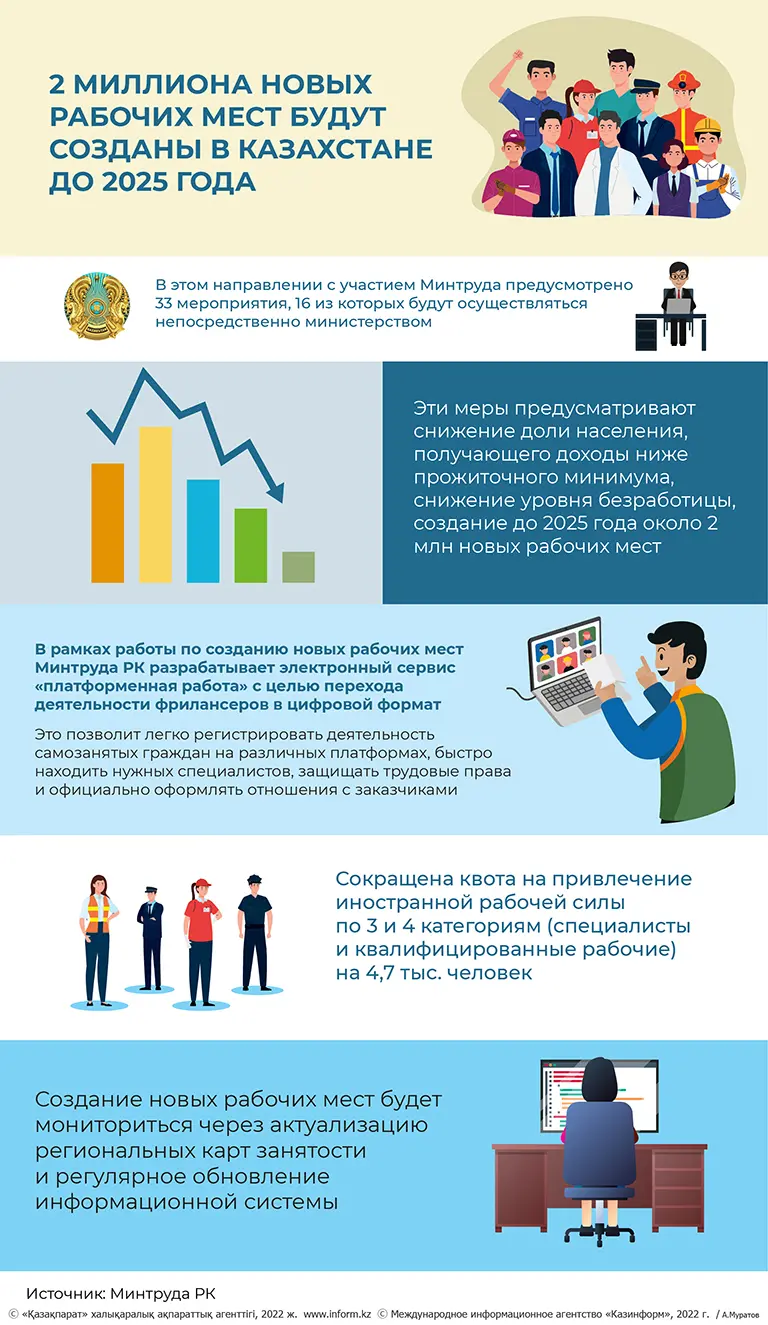 2 МИЛЛИОНА НОВЫХ
РАБОЧИХ МЕСТ БУДУТ
СОЗДАНЫ В КАЗАХСТАНЕ
ДО 2025 ГОДА
В этом направлении с участием Минтруда предусмотрено
33 мероприятия, 16 из которых будут осуществляться
непосредственно министерством
Эти меры предусматривают
снижение доли населения,
получающего доходы ниже
прожиточного минимума,
снижение уровня безработицы,
создание до 2025 года около 2
млн новых рабочих мест
В рамках работы по созданию новых рабочих мест
Минтруда РК разрабатывает электронный сервис
«платформенная работа» с целью перехода
деятельности фрилансеров в цифровой формат
Это позволит легко регистрировать деятельность
самозанятых граждан на различных платформах, быстро
находить нужных специалистов, защищать трудовые права
и официально оформлять отношения с заказчиками
Сокращена квота на привлечение
иностранной рабочей силы
по 3 и 4 категориям (специалисты
и квалифицированные рабочие)
на 4,7 тыс. человек
Создание новых рабочих мест будет
мониториться через актуализацию
региональных карт занятости
и регулярное обновление
информационной системы
Источник: Минтруда РК
© «Қазақпарат» халықаралық ақпараттық агенттігі, 2022 ж. www.inform.kz © Международное информационное агентство «Казинформ», 2022 г. / А.Муратов